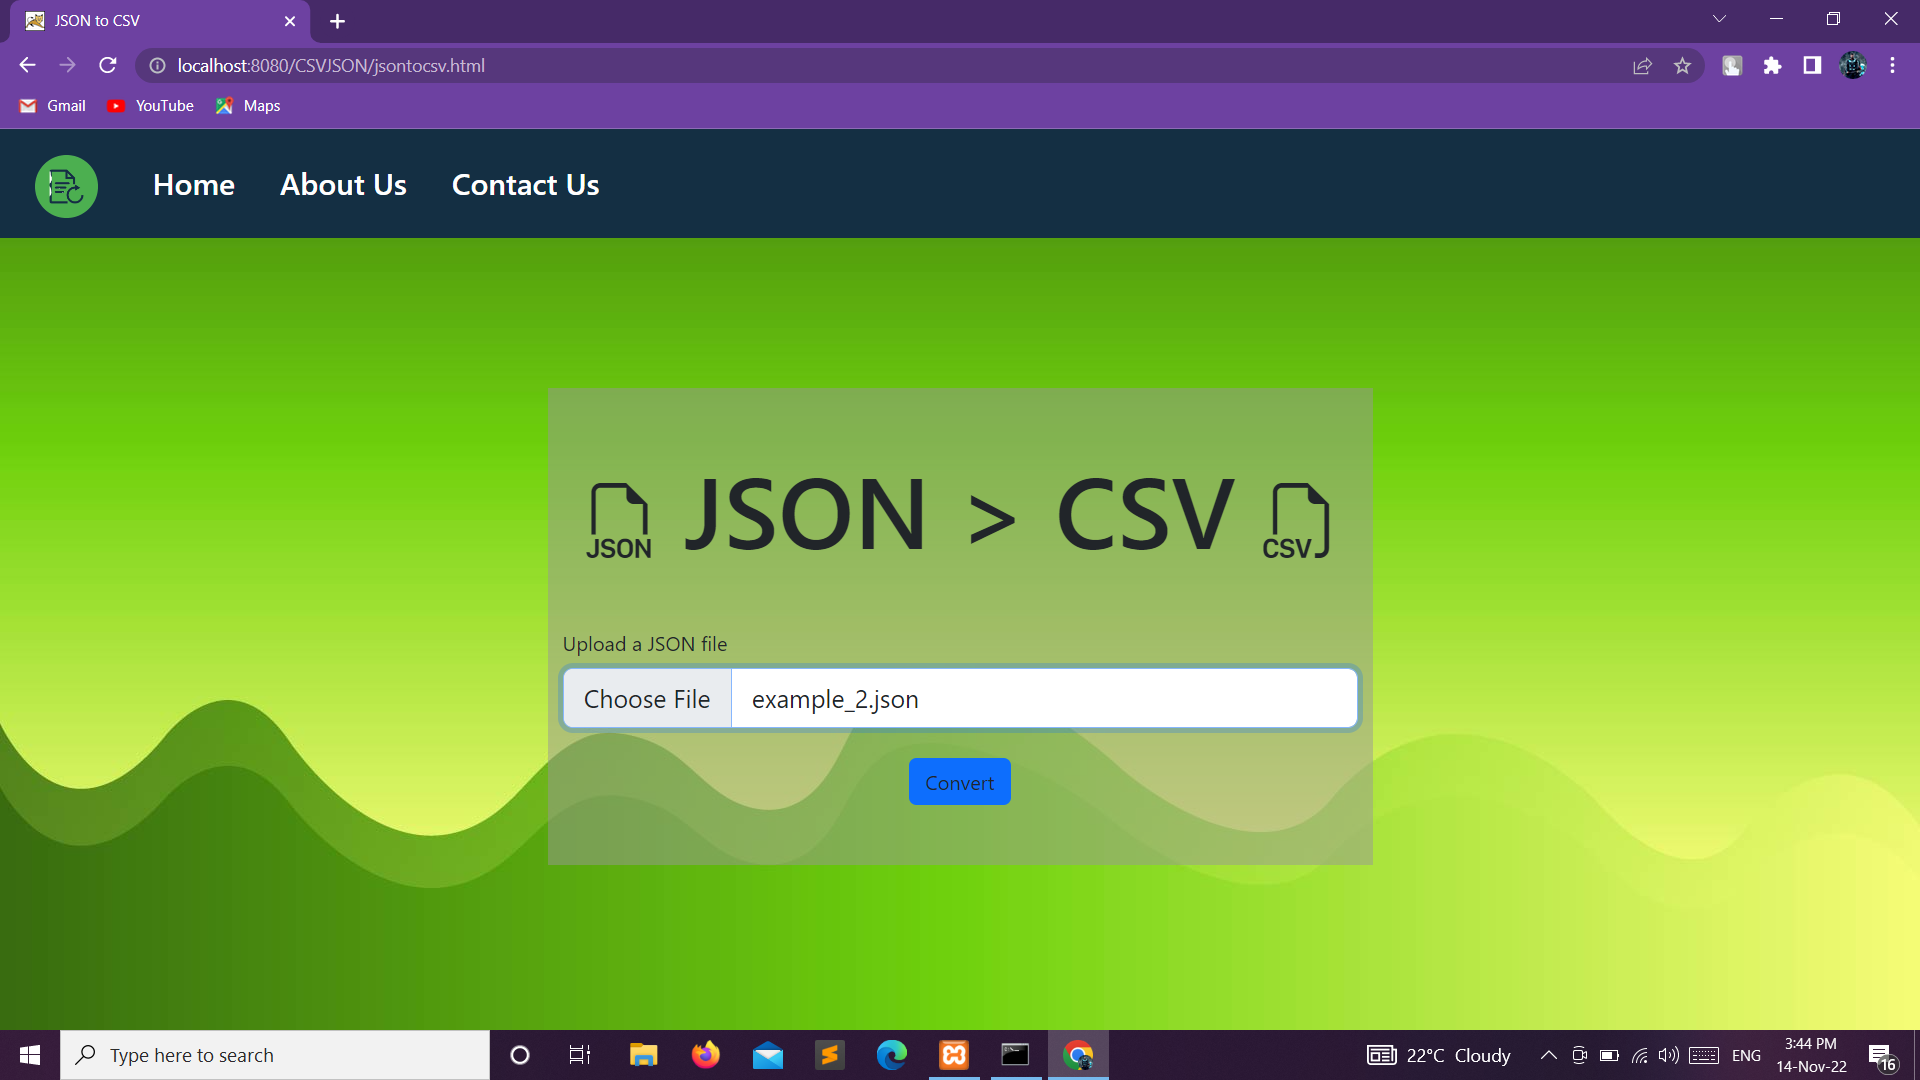 JSON to CSV
localhost:8080/CSVJSON/jsontocsv.html
Gmail YouTube Maps
Home About Us Contact Us
JSON JSON > CSV CSV
Upload a JSON file
Choose File example_2.json
Convert
Type here to search
22°C Cloudy
ENG
3:44 PM
14-Nov-22
16